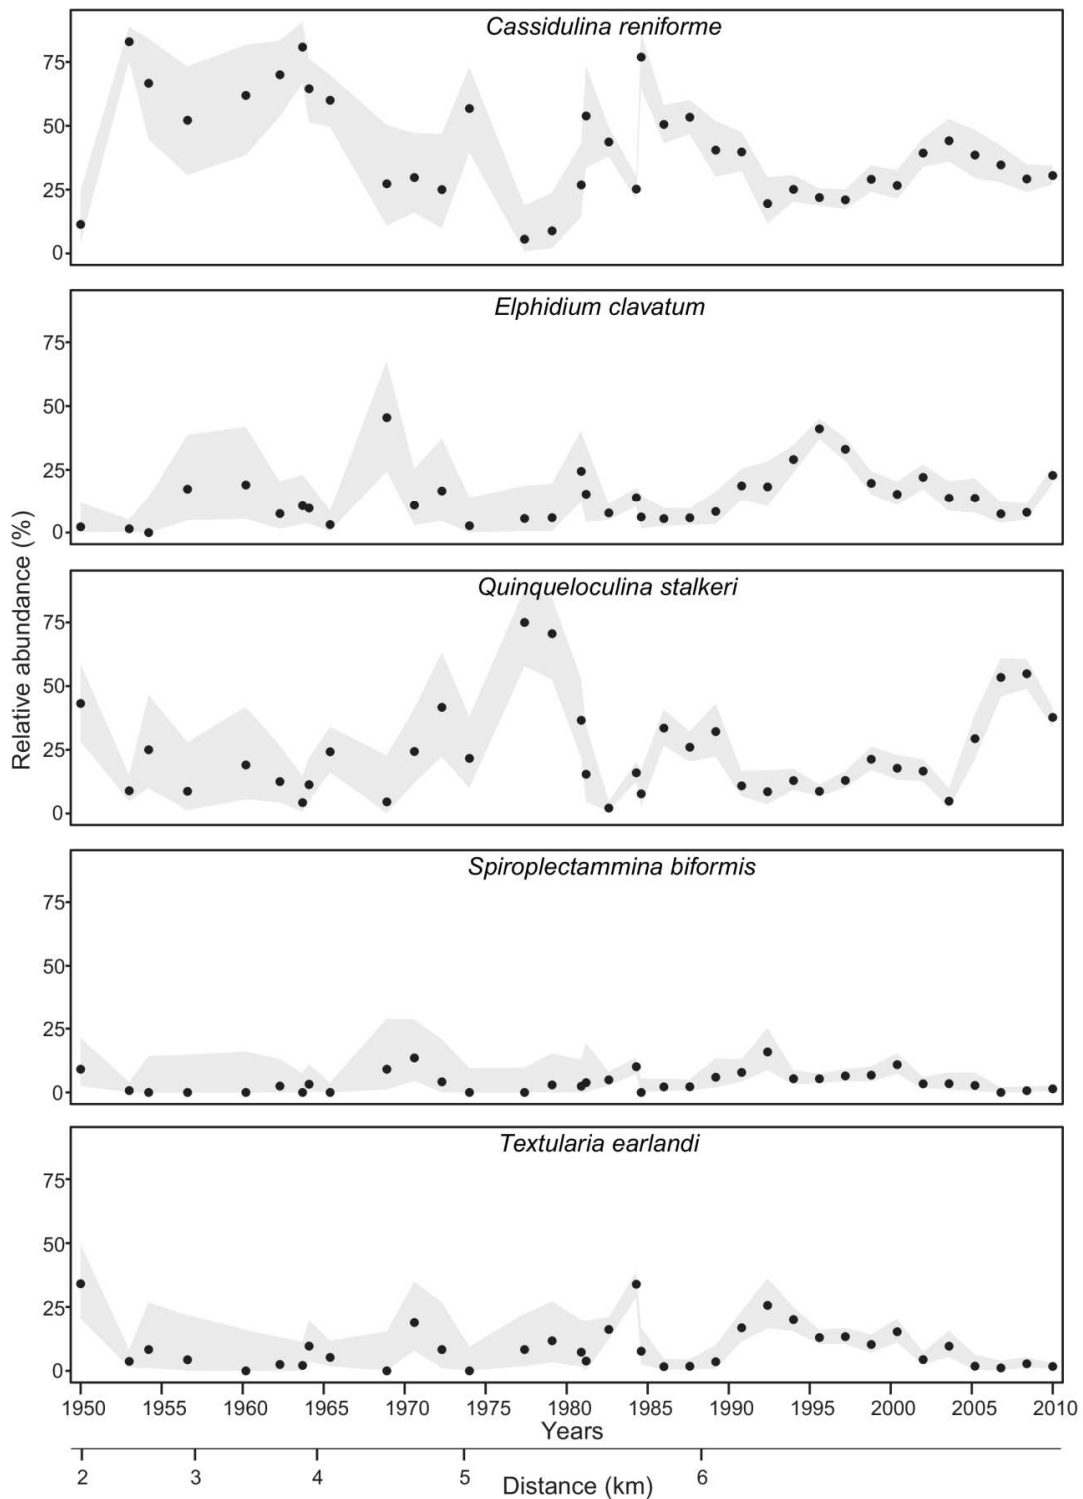 Cassidulina reniforme
75
50
25
0
Elphidium clavatum
75
50
25
0
Quinqueloculina stalkeri
75
50
25
0
Relative abundance (%)
Spiroplectammina biformis
75
50
25
0
Textularia earlandi
75
50
25
0
1950 1955 1960 1965 1970 1975 1980 1985 1990 1995 2000 2005 2010
Years
2 3 4 5 6
Distance (km)